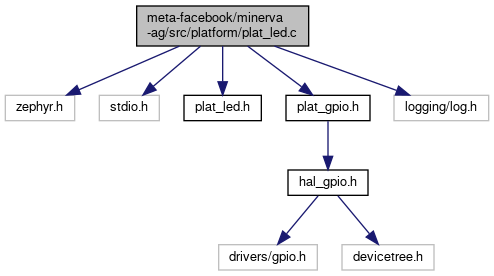 meta-facebook/minerva
-ag/src/platform/plat_led.c
zephyr.h
stdio.h
plat_led.h
plat_gpio.h
logging/log.h
hal_gpio.h
drivers/gpio.h
devicetree.h